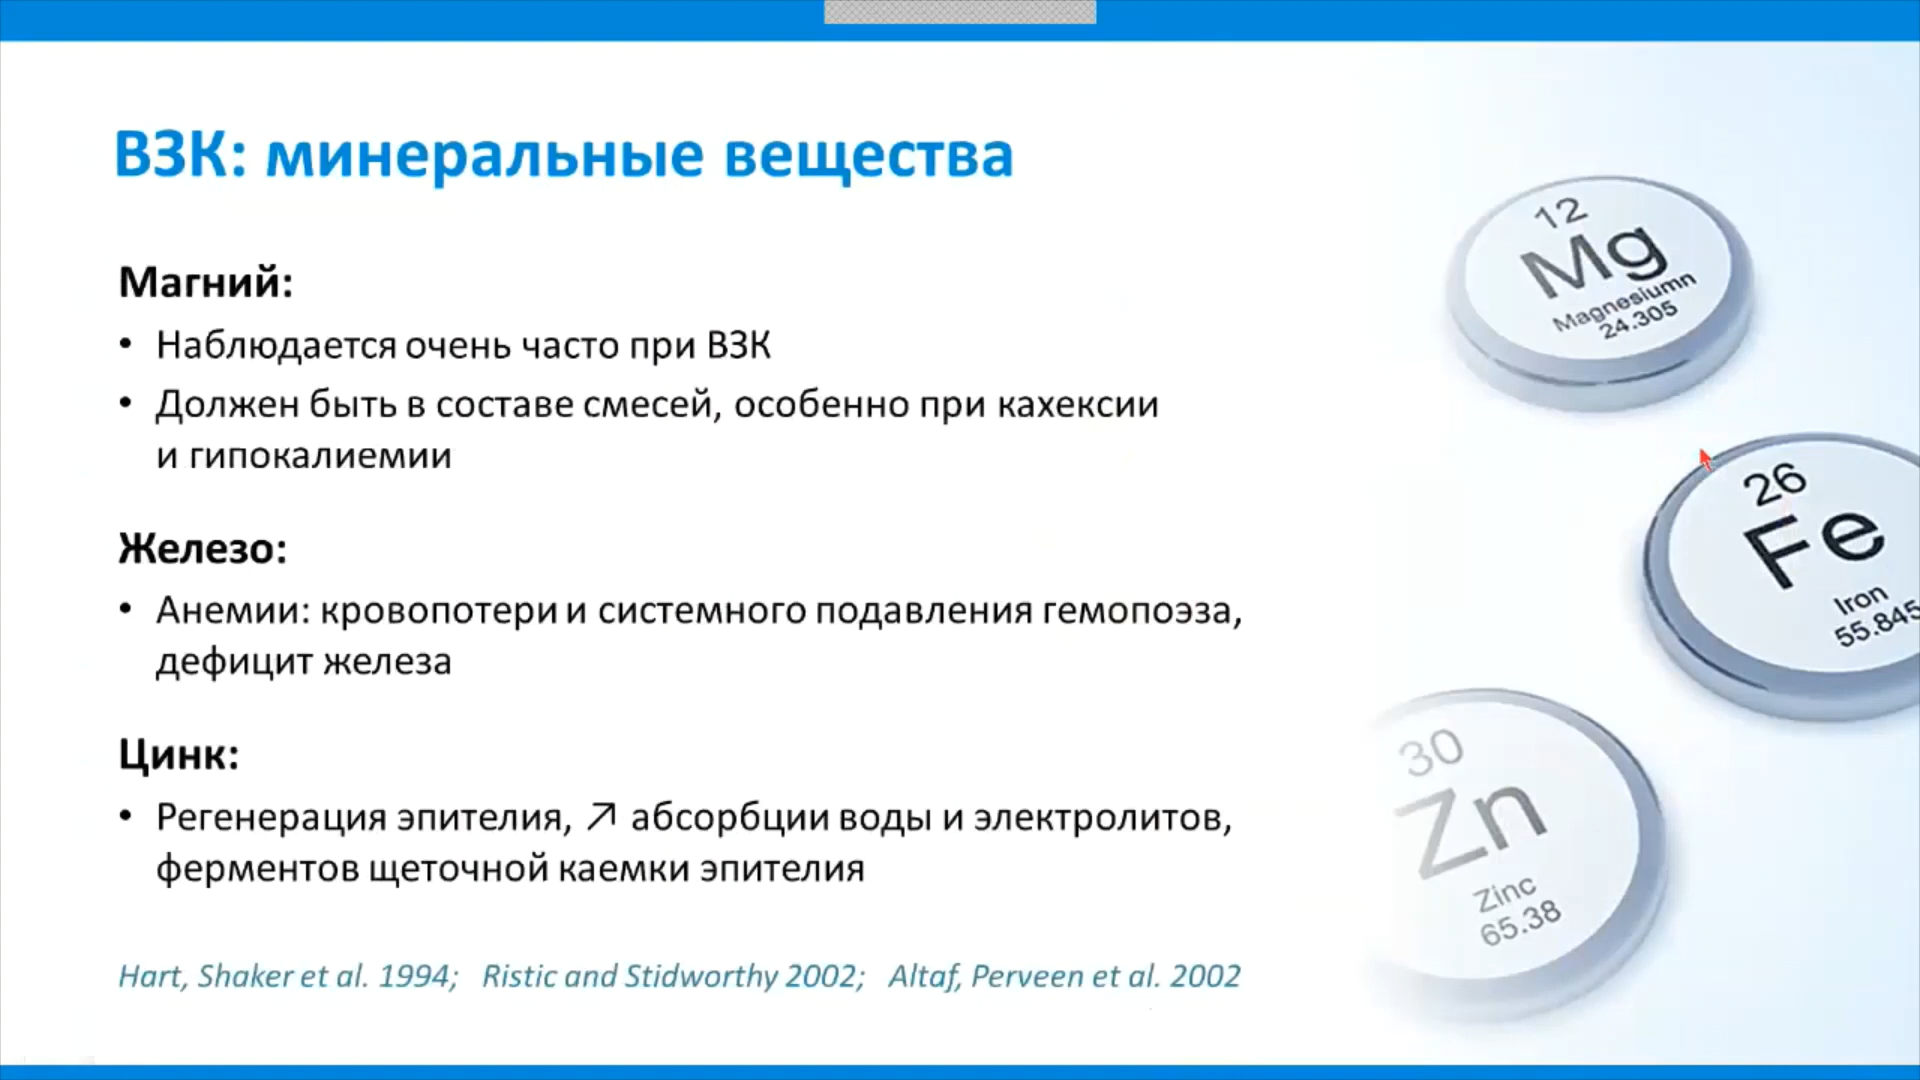 ВЗК: минеральные вещества
Магний:
• Наблюдается очень часто при ВЗК
• Должен быть в составе смесей, особенно при кахексии
и гипокалиемии
Железо:
• Анемии: кровопотери и системного подавления гемопоэза,
дефицит железа
Цинк:
• Регенерация эпителия, ↗ абсорбции воды и электролитов,
ферментов щеточной каемки эпителия
Hart, Shaker et al. 1994; Ristic and Stidworthy 2002; Altaf, Perveen et al. 2002
12
Mg
Magnesiumn
24.305
26
Fe
Iron
55.845
30
Zn
Zinc
65.38